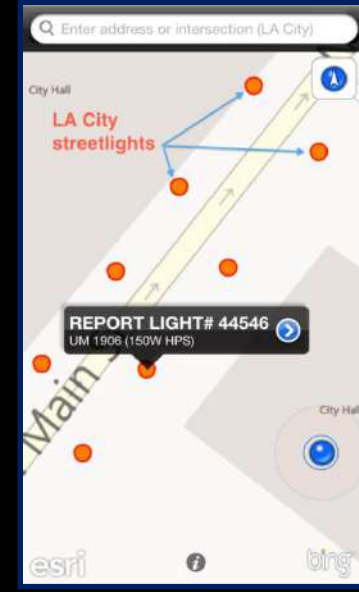 Enter address or intersection (LA City)
City Hall
LA City
streetlights
REPORT LIGHT# 44546
UM 1906 (150W HPS)
Main
City Hal
esri
i
bing